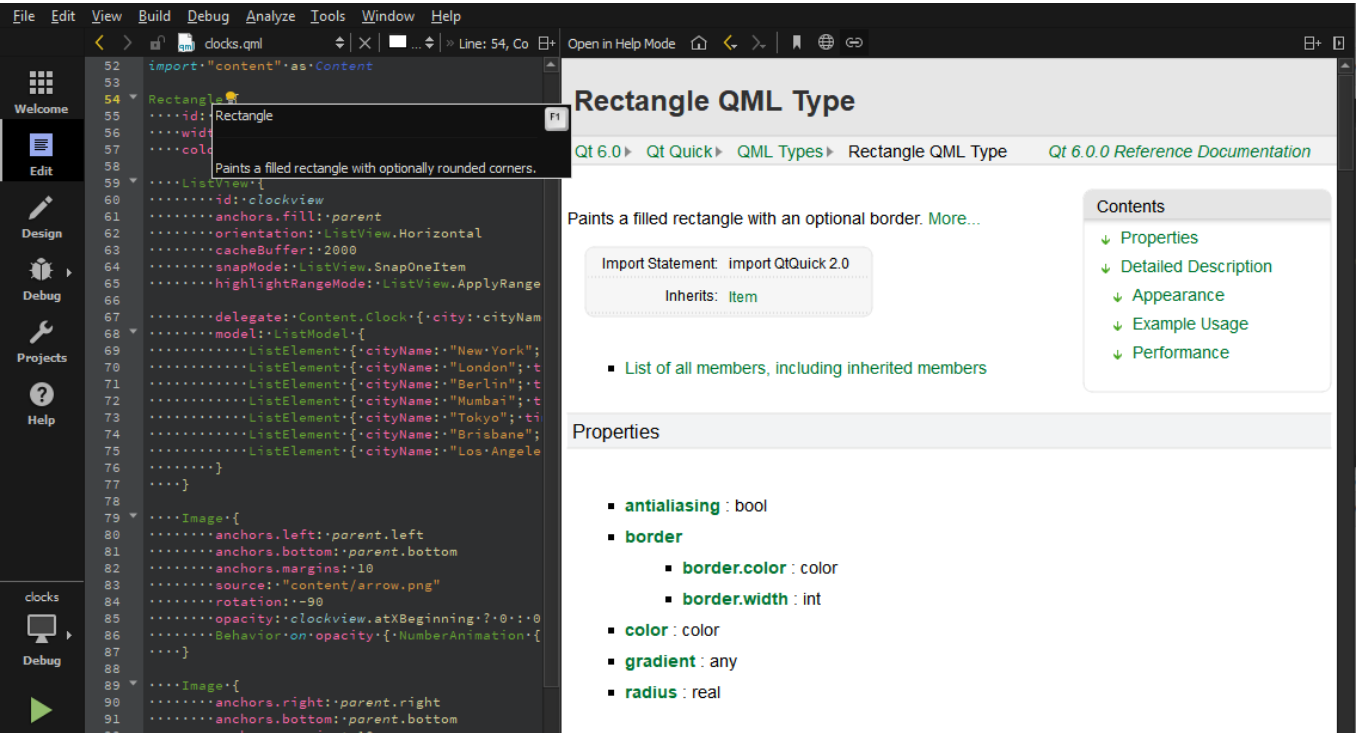 File Edit View Build Debug Analyze Tools Window Help
clocks.qml ... » Line: 54, Co Open in Help Mode
Welcome
Edit
Design
Debug
Projects
Help
clocks
Debug
52 import "content" as Content
53
54 Rectangle
55 id:
56 widt
57 colo
58
59 ListView {
60 id: clockview
61 anchors.fill: parent
62 orientation: ListView.Horizontal
63 cacheBuffer: 2000
64 snapMode: ListView.SnapOneItem
65 highlightRangeMode: ListView.ApplyRange
66
67 delegate: Content.Clock { city: cityNam
68 model: ListModel {
69 ListElement { cityName: "New York";
70 ListElement { cityName: "London"; t
71 ListElement { cityName: "Berlin"; t
72 ListElement { cityName: "Mumbai"; t
73 ListElement { cityName: "Tokyo"; ti
74 ListElement { cityName: "Brisbane";
75 ListElement { cityName: "Los Angele
76 }
77 }
78
79 Image {
80 anchors.left: parent.left
81 anchors.bottom: parent.bottom
82 anchors.margins: 10
83 source: "content/arrow.png"
84 rotation: -90
85 opacity: clockview.atXBeginning ? 0 : 0
86 Behavior on opacity { NumberAnimation {
87 }
88
89 Image {
90 anchors.right: parent.right
91 anchors.bottom: parent.bottom
Rectangle F1
Paints a filled rectangle with optionally rounded corners.
Rectangle QML Type
Qt 6.0 Qt Quick QML Types Rectangle QML Type Qt 6.0.0 Reference Documentation
Contents
Properties
Detailed Description
Appearance
Example Usage
Performance
Paints a filled rectangle with an optional border. More...
Import Statement: import QtQuick 2.0
Inherits: Item
List of all members, including inherited members
Properties
antialiasing : bool
border
border.color : color
border.width : int
color : color
gradient : any
radius : real